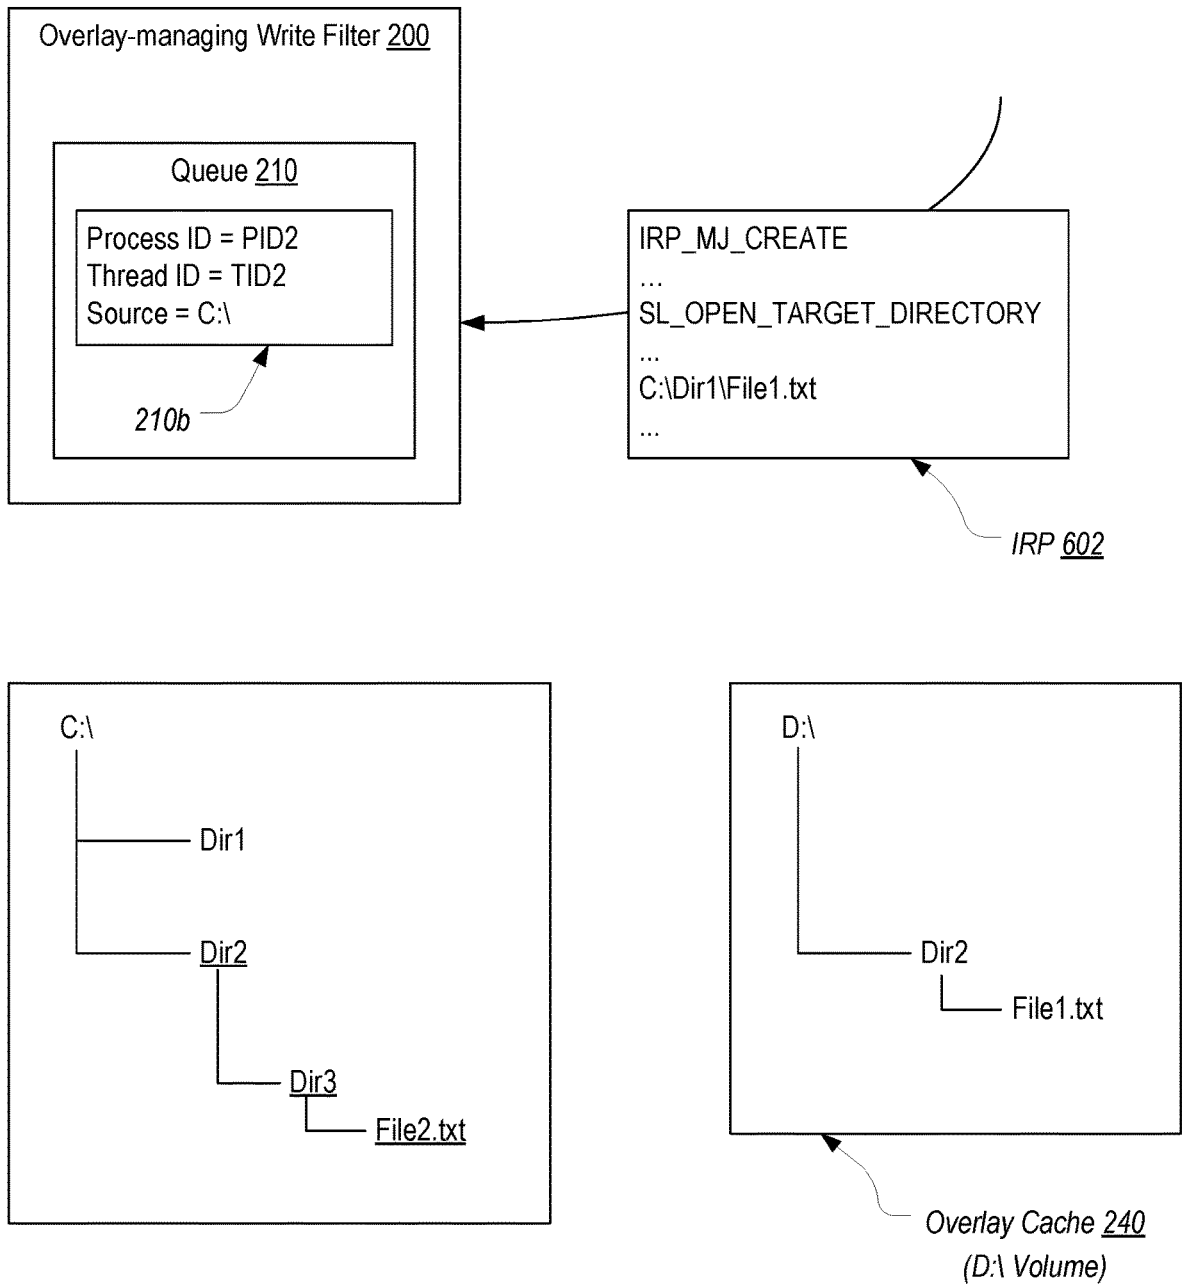 Overlay-managing Write Filter 200
Queue 210
Process ID = PID2
Thread ID = TID2
Source = C:\
210b
IRP_MJ_CREATE
...
SL_OPEN_TARGET_DIRECTORY
...
C:\Dir1\File1.txt
...
IRP 602
C:\
Dir1
Dir2
Dir3
File2.txt
D:\
Dir2
File1.txt
Overlay Cache 240
(D:\ Volume)